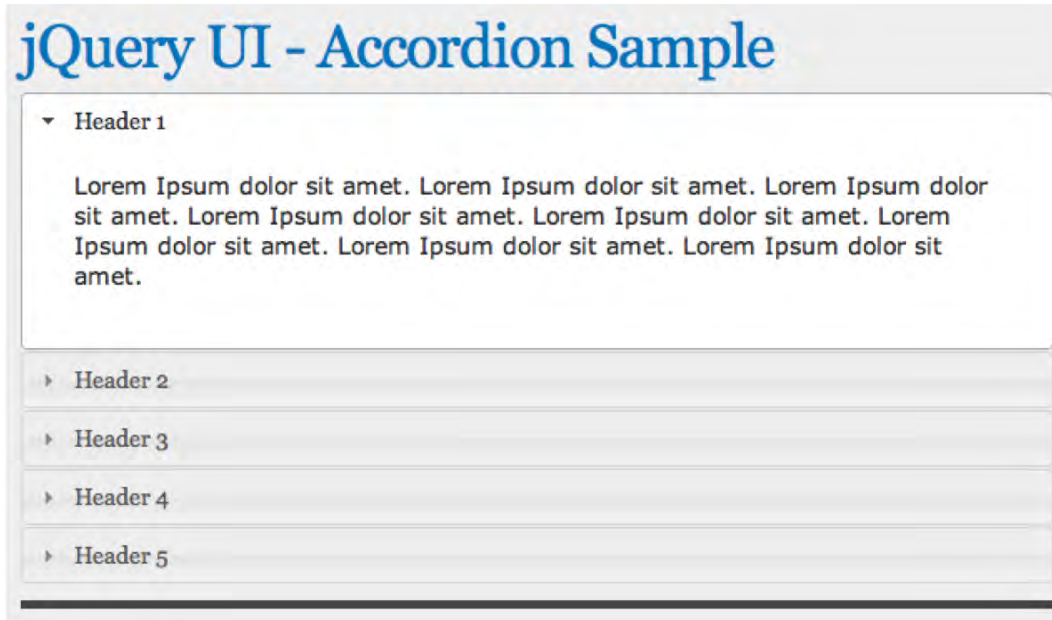 jQuery UI - Accordion Sample
Header 1
Lorem Ipsum dolor sit amet. Lorem Ipsum dolor sit amet. Lorem Ipsum dolor
sit amet. Lorem Ipsum dolor sit amet. Lorem Ipsum dolor sit amet. Lorem
Ipsum dolor sit amet. Lorem Ipsum dolor sit amet. Lorem Ipsum dolor sit
amet.
Header 2
Header 3
Header 4
Header 5